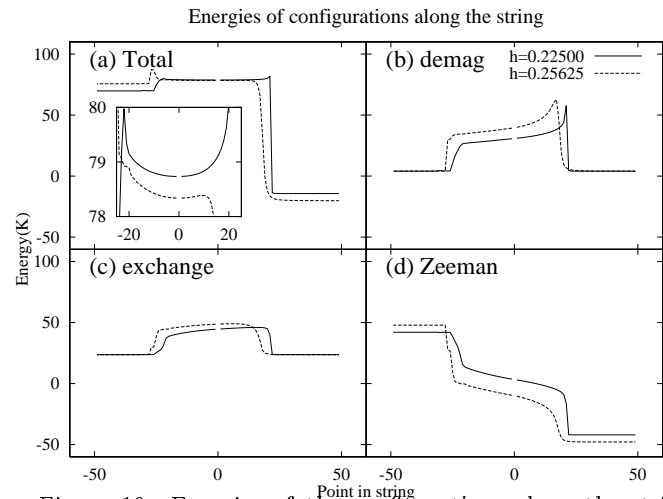 Energies of configurations along the string
(a) Total
(b) demag
h=0.22500
h=0.25625
100
50
0
-50
80
79
78
-20 0 20
Energy(K)
(c) exchange
(d) Zeeman
100
50
0
-50
-50 0 50 -50 0 50
Point in string